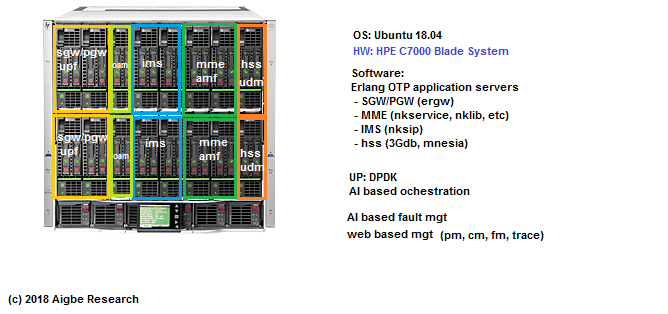 sgw/pgw
upf
oam
ims
mme
amf
hss
udm
sgw/pgw
upf
oam
ims
mme
amf
hss
udm
OS: Ubuntu 18.04
HW: HPE C7000 Blade System
Software:
Erlang OTP application servers
- SGW/PGW (ergw)
- MME (nkservice, nklib, etc)
- IMS (nksip)
- hss (3Gdb, mnesia)
UP: DPDK
AI based ochestration
AI based fault mgt
web based mgt (pm, cm, fm, trace)
(c) 2018 Aigbe Research